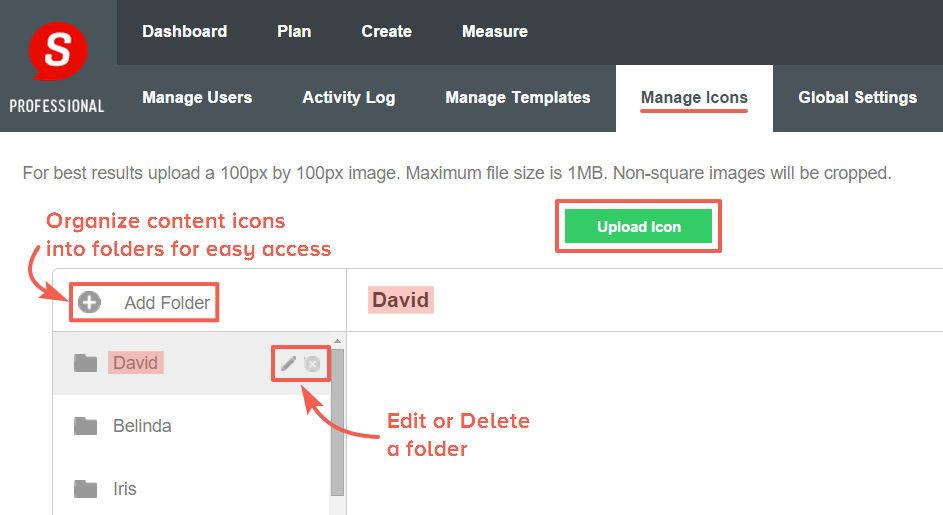 Dashboard Plan Create Measure
S
PROFESSIONAL
Manage Users Activity Log Manage Templates Manage Icons Global Settings
For best results upload a 100px by 100px image. Maximum file size is 1MB. Non-square images will be cropped.
Organize content icons
into folders for easy access
Upload Icon
Add Folder
David
David
Belinda
Iris
Edit or Delete
a folder